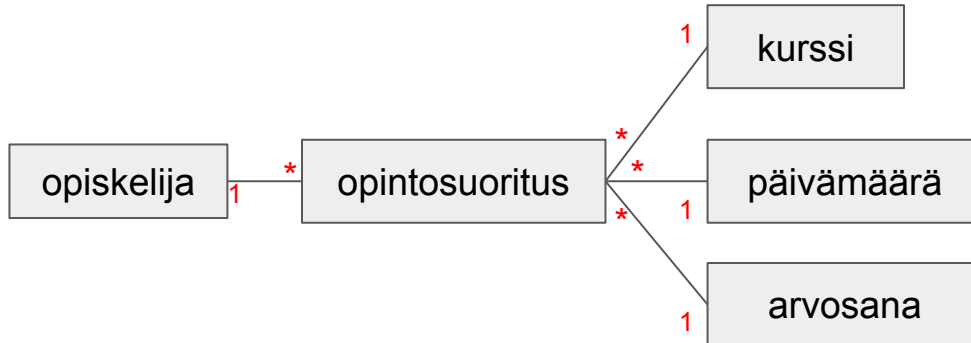 1
kurssi
*
opiskelija
1
*
opintosuoritus
*
1
päivämäärä
*
1
arvosana